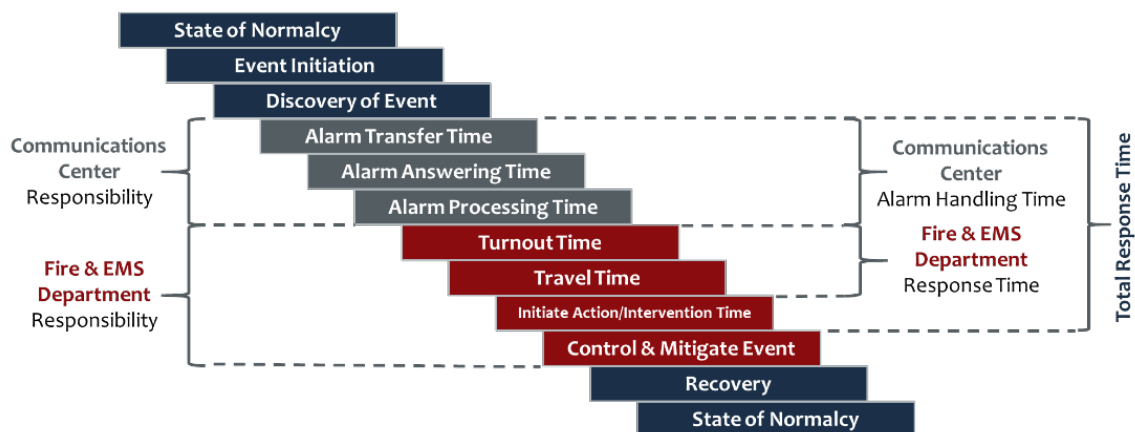 State of Normalcy
Event Initiation
Discovery of Event
Alarm Transfer Time
Alarm Answering Time
Alarm Processing Time
Turnout Time
Travel Time
Initiate Action/Intervention Time
Control & Mitigate Event
Recovery
State of Normalcy
Communications
Center
Responsibility
Fire & EMS
Department
Responsibility
Communications
Center
Alarm Handling Time
Fire & EMS
Department
Response Time
Total Response Time